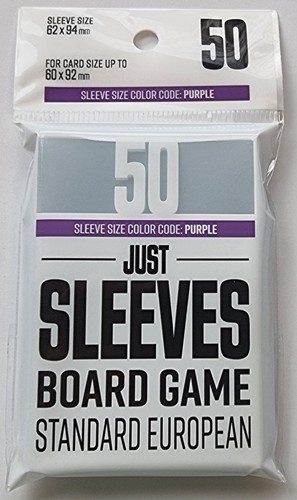 SLEEVE SIZE
62 x 94 mm
50
FOR CARD SIZE UP TO
60 x 92 mm
SLEEVE SIZE COLOR CODE: PURPLE
50
SLEEVE SIZE COLOR CODE: PURPLE
JUST
SLEEVES
BOARD GAME
STANDARD EUROPEAN